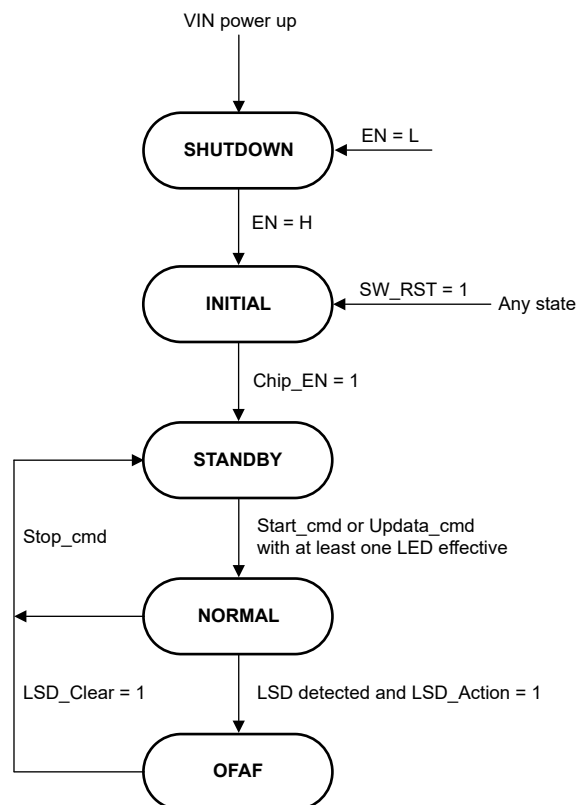 VIN power up
SHUTDOWN
EN = L
EN = H
INITIAL
SW_RST = 1
Any state
Chip_EN = 1
STANDBY
Stop_cmd
Start_cmd or Updata_cmd
with at least one LED effective
NORMAL
LSD_Clear = 1
LSD detected and LSD_Action = 1
OFAF